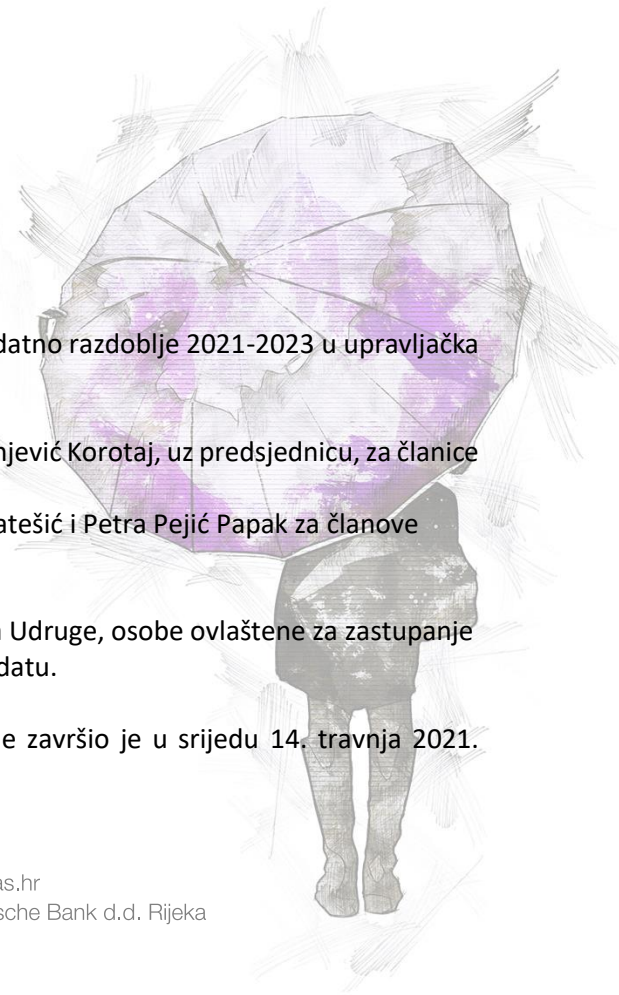 datno razdoblje 2021-2023 u upravljačka
njević Korotaj, uz predsjednicu, za članice
atešić i Petra Pejić Papak za članove
Udruge, osobe ovlaštene za zastupanje
datu.
e završio je u srijedu 14. travnja 2021.
as.hr
sche Bank d.d. Rijeka